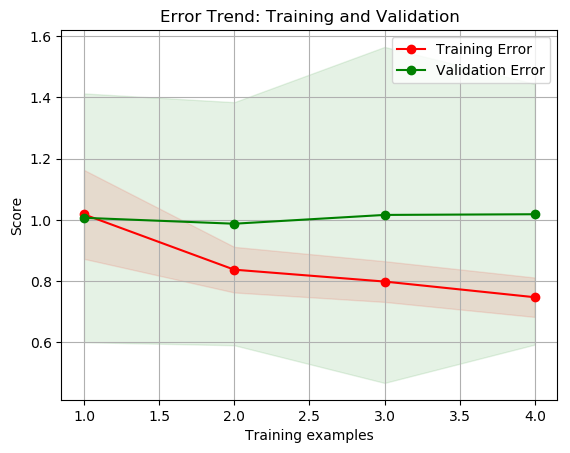 Error Trend: Training and Validation
1.6
1.4
1.2
1.0
0.8
0.6
Score
Training Error
Validation Error
1.0 1.5 2.0 2.5 3.0 3.5 4.0
Training examples